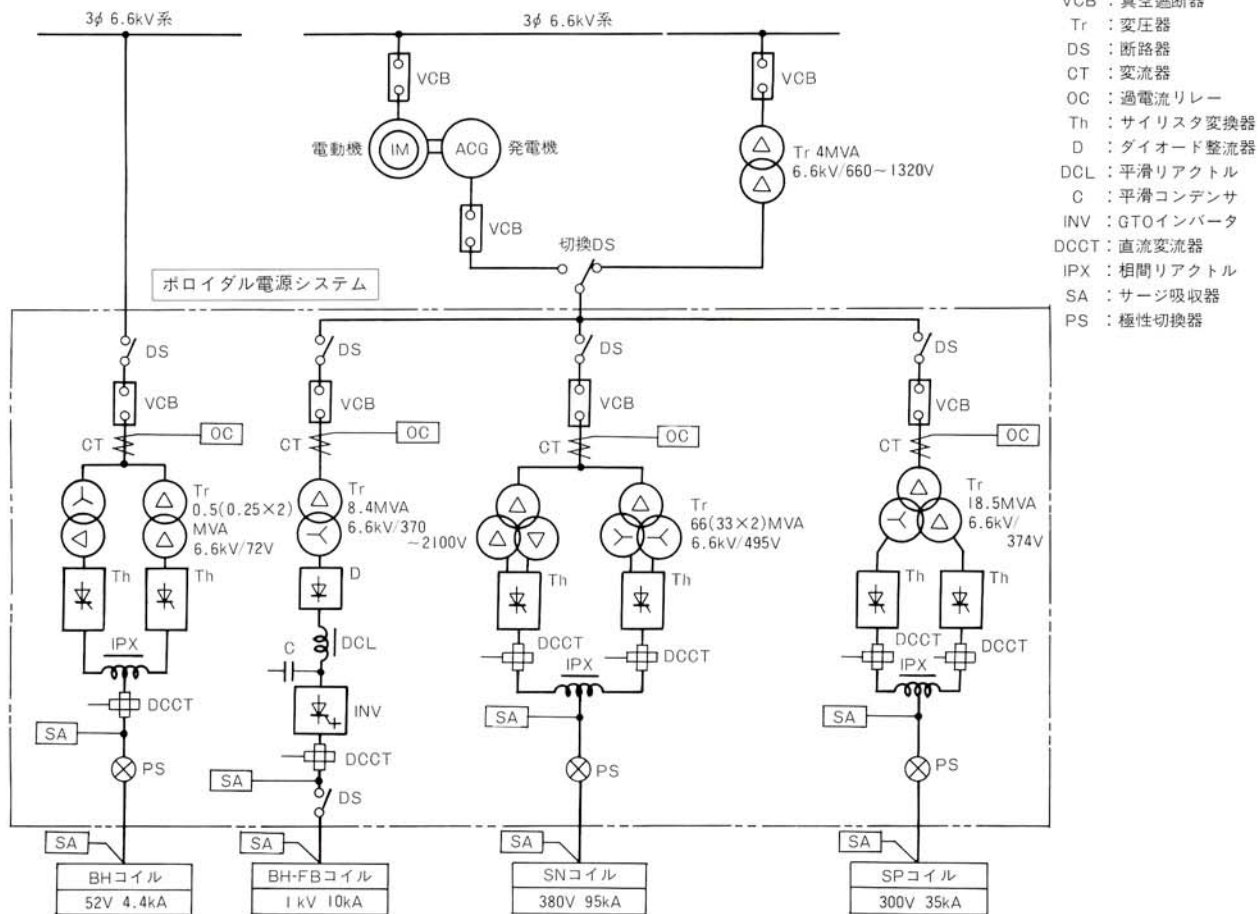 3φ 6.6kV系
3φ 6.6kV系
VCB
VCB
電動機
IM
ACG
発電機
Tr 4MVA
6.6kV/660～1320V
VCB
切換DS
VCB：真空遮断器
Tr：変圧器
DS：断路器
CT：変流器
OC：過電流リレー
Th：サイリスタ変換器
D：ダイオード整流器
DCL：平滑リアクトル
C：平滑コンデンサ
INV：GTOインバータ
DCCT：直流変流器
IPX：相間リアクトル
SA：サージ吸収器
PS：極性切換器
ポロイダル電源システム
DS
VCB
CT
OC
Tr
0.5(0.25×2)
MVA
6.6kV/72V
Th
Th
IPX
DCCT
SA
PS
SA
BHコイル
52V 4.4kA
DS
VCB
CT
OC
Tr
8.4MVA
6.6kV/370
～2100V
D
DCL
C
INV
DCCT
SA
DS
SA
BH-FBコイル
1kV 10kA
DS
VCB
CT
OC
Tr
66(33×2)MVA
6.6kV/495V
Th
Th
DCCT
DCCT
IPX
SA
PS
SA
SNコイル
380V 95kA
DS
VCB
CT
OC
Tr
18.5MVA
6.6kV/
374V
Th
Th
DCCT
DCCT
IPX
SA
PS
SA
SPコイル
300V 35kA